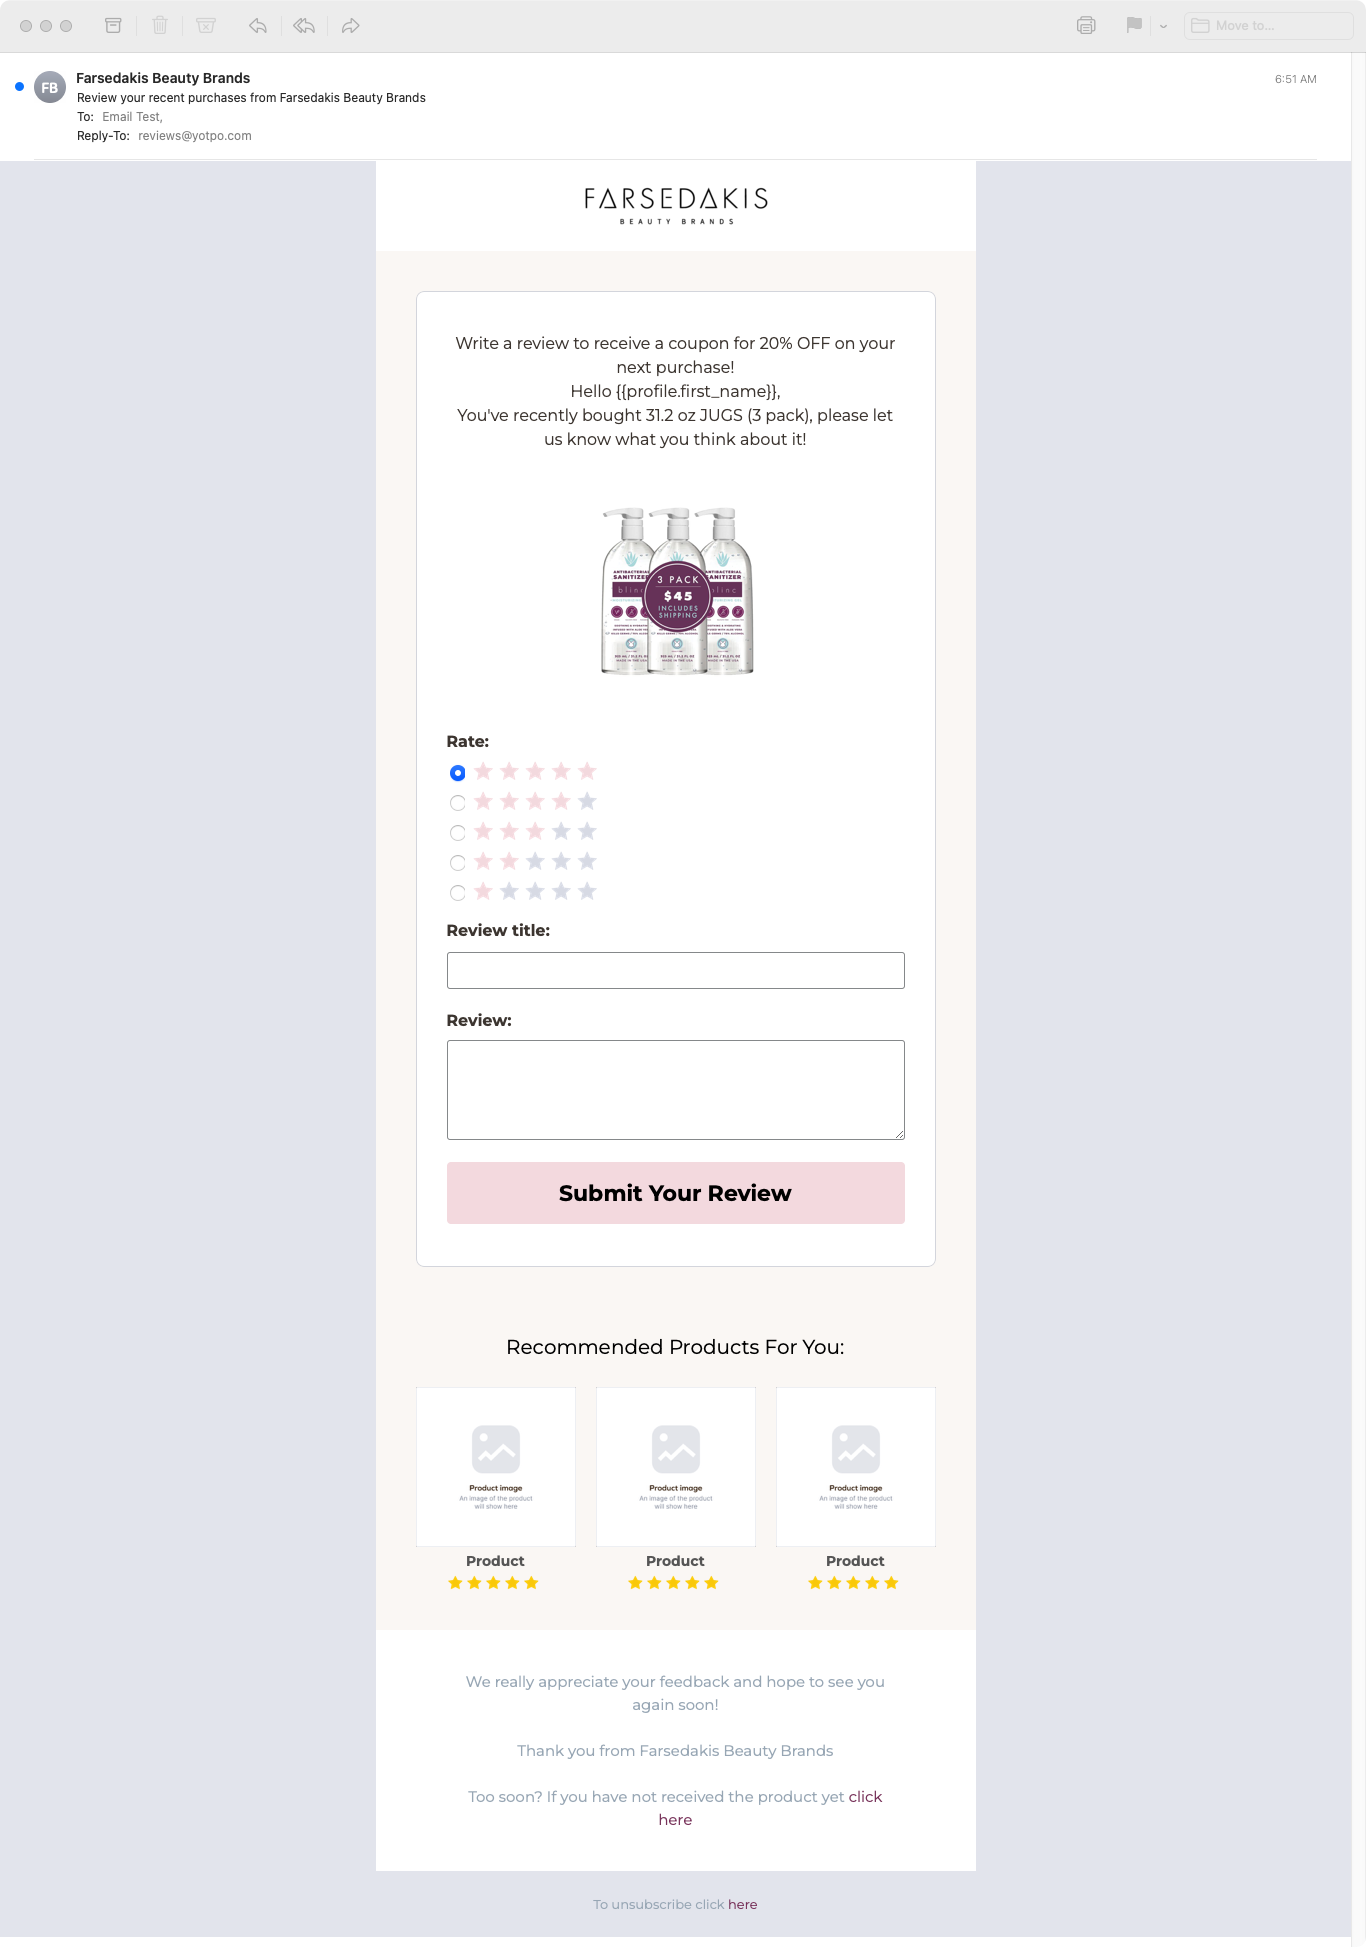 Move to...
FB
Farsedakis Beauty Brands
6:51 AM
Review your recent purchases from Farsedakis Beauty Brands
To: Email Test,
Reply-To: reviews@yotpo.com
FARSEDAKIS
BEAUTY BRANDS
Write a review to receive a coupon for 20% OFF on your
next purchase!
Hello {{profile.first_name}},
You've recently bought 31.2 oz JUGS (3 pack), please let
us know what you think about it!
ANTIBACTERIAL
SANITIZER
3 PACK
$45
INCLUDES
SHIPPING
MADE IN THE USA
Rate:
Review title:
Review:
Submit Your Review
Recommended Products For You:
Product image
An image of the product
will show here
Product
Product image
An image of the product
will show here
Product
Product image
An image of the product
will show here
Product
We really appreciate your feedback and hope to see you
again soon!
Thank you from Farsedakis Beauty Brands
Too soon? If you have not received the product yet click
here
To unsubscribe click here